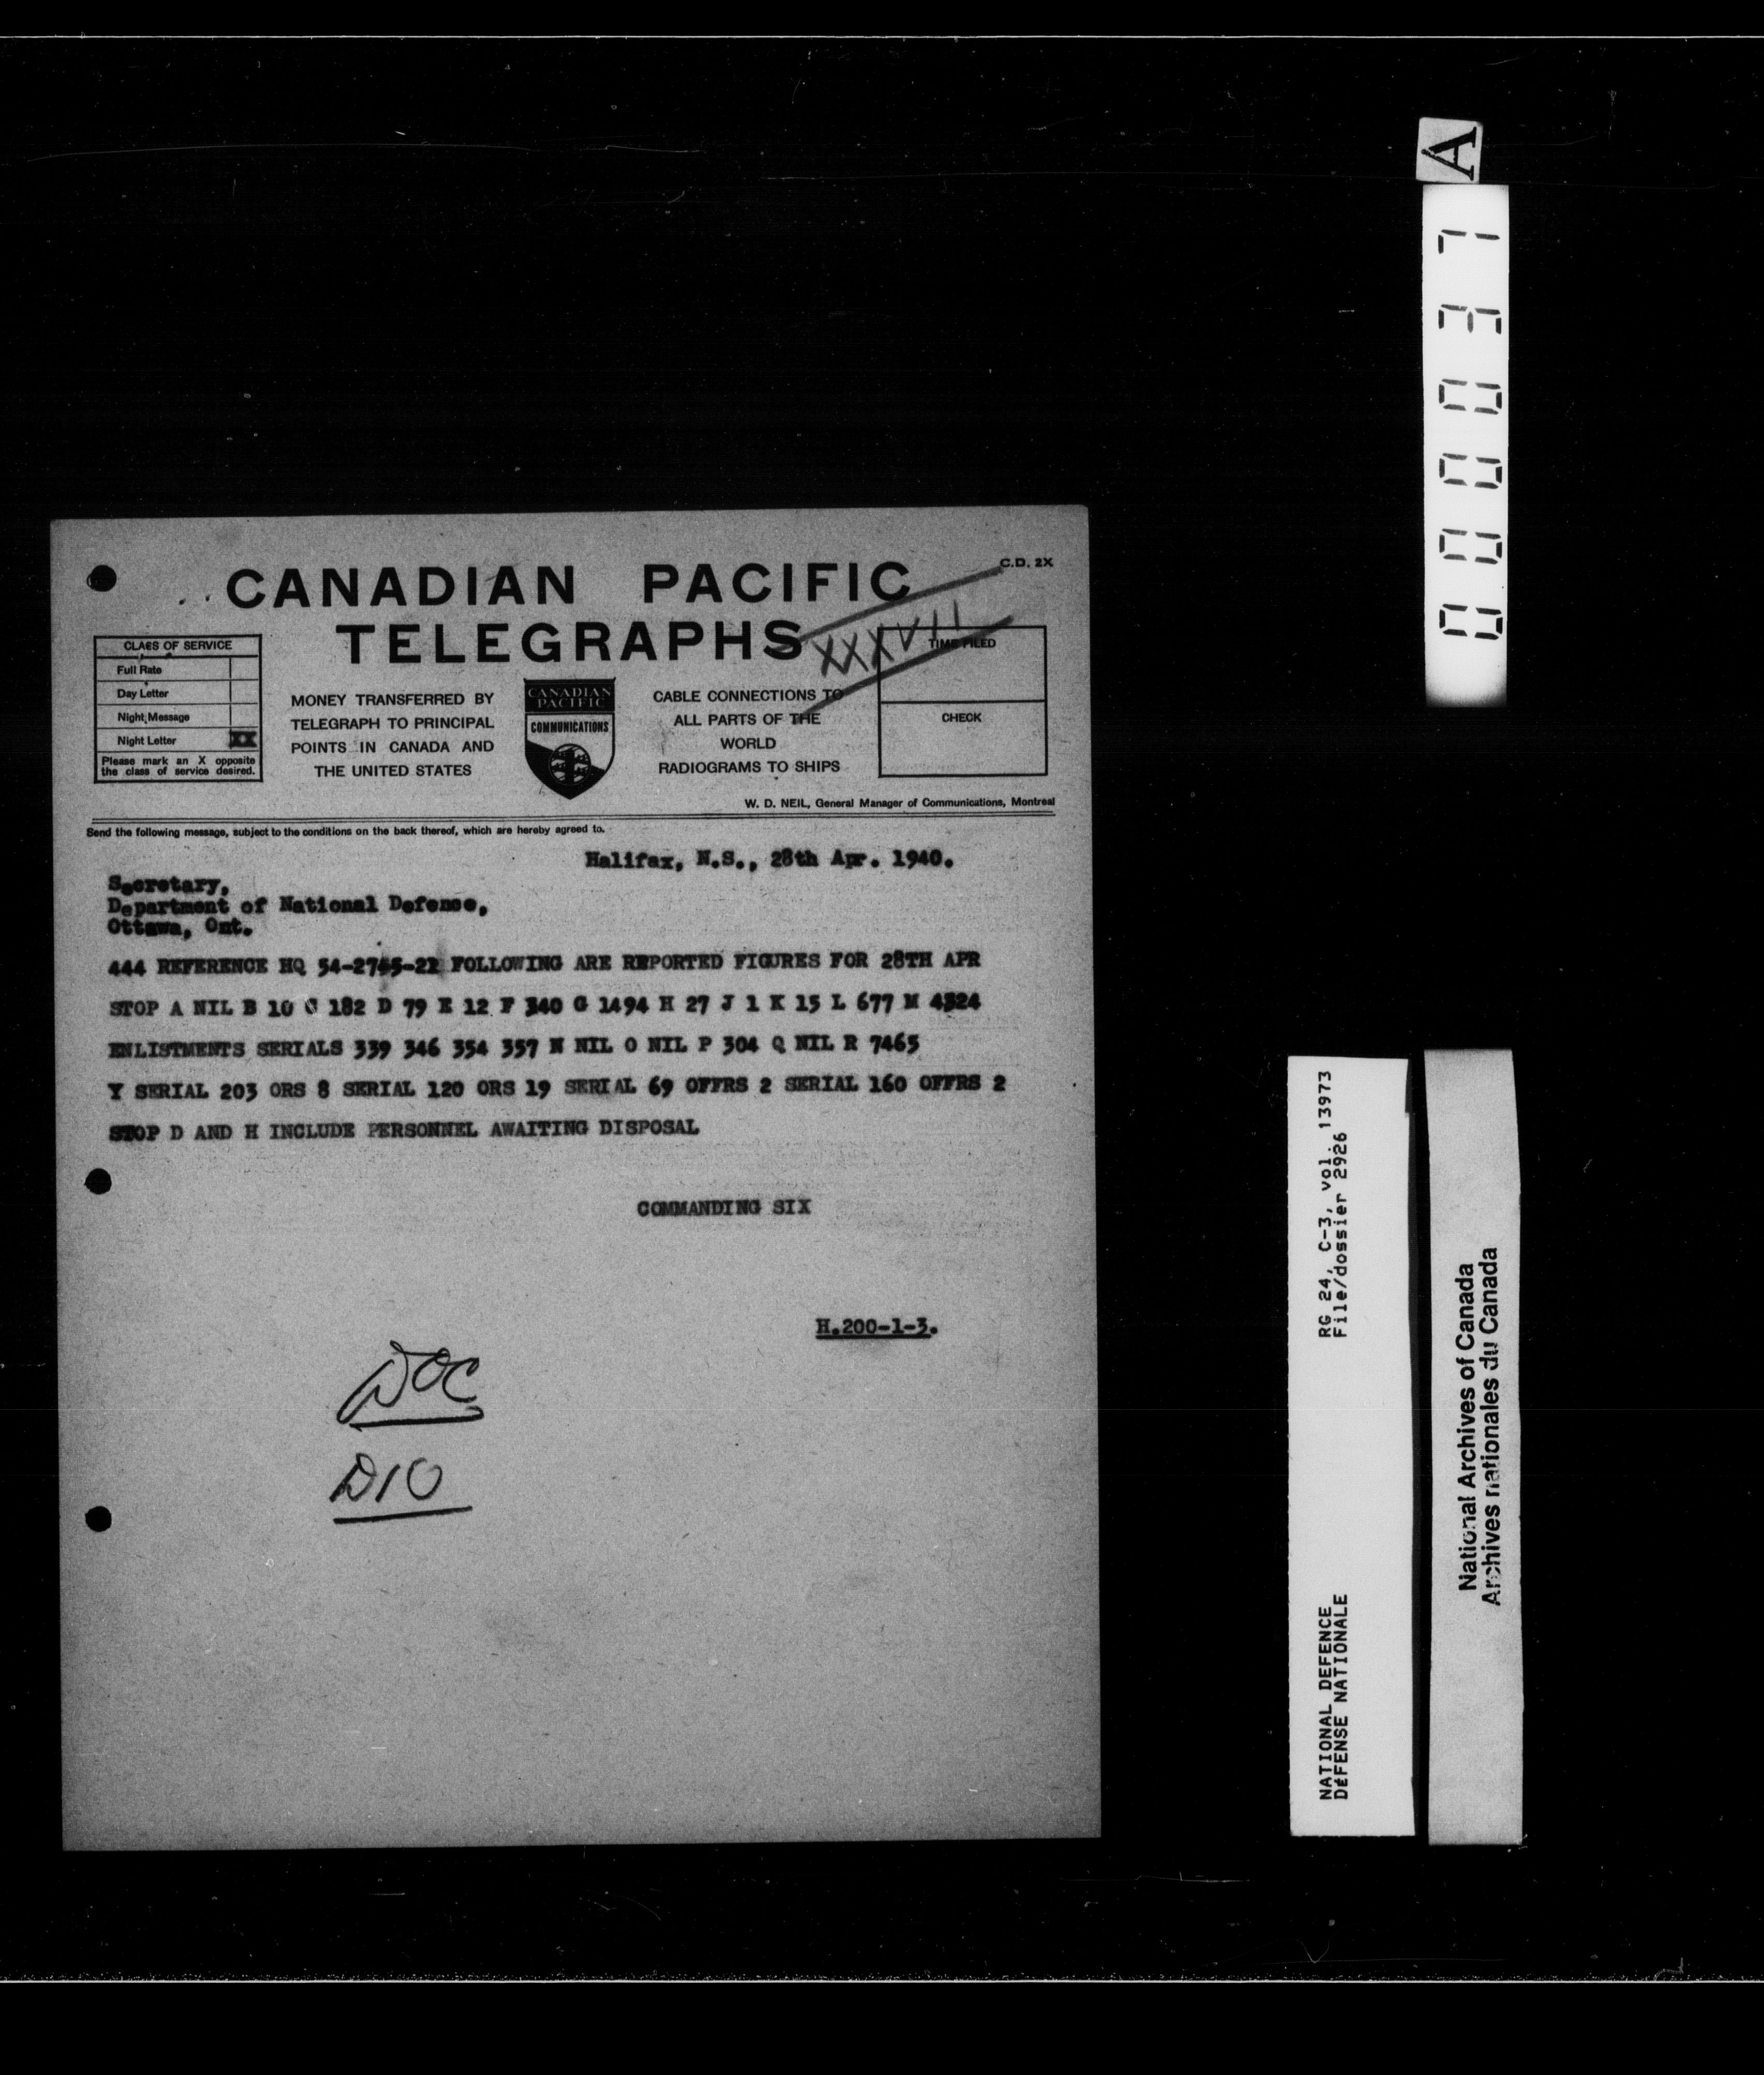 C.D. 2X
CANADIAN PACIFIC
TELEGRAPHS
XXXVII
CLASS OF SERVICE
Full Rate
Day Letter
Night Message
Night Letter XX
Please mark an X opposite
the class of service desired.
MONEY TRANSFERRED BY
TELEGRAPH TO PRINCIPAL
POINTS IN CANADA AND
THE UNITED STATES
CANADIAN
PACIFIC
COMMUNICATIONS
CABLE CONNECTIONS TO
ALL PARTS OF THE
WORLD
RADIOGRAMS TO SHIPS
TIME FILED
CHECK
W. D. NEIL, General Manager of Communications, Montreal
Send the following message, subject to the conditions on the back thereof, which are hereby agreed to.
Halifax, N.S., 28th Apr. 1940.
Secretary,
Department of National Defence,
Ottawa, Ont.
444 REFERENCE HQ FOLLOWING ARE REPORTED FIGURES FOR 28TH APR
STOP A NIL B 10 C 182 D 79 E 12 F 340 G 1494 H 27 J 1 K 15 L 677 M 4324
ENLISTMENTS SERIALS 339 346 354 357 N NIL O NIL P 304 Q NIL R 7465
Y SERIAL 203 ORS 8 SERIAL 120 ORS 19 SERIAL 69 OFFRS 2 SERIAL 160 OFFRS 2
STOP D AND H INCLUDE PERSONNEL AWAITING DISPOSAL
COMMANDING SIX
H.200-1-3.
DOC
DIO
A
000037
RG 24, C-3, vol. 13973
File/dossier 2926
NATIONAL DEFENCE
DÉFENSE NATIONALE
National Archives of Canada
Archives nationales du Canada